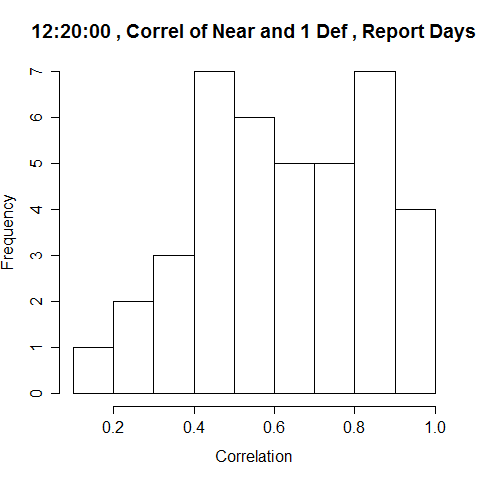 12:20:00 , Correl of Near and 1 Def , Report Days
7
6
5
4
3
2
1
0
Frequency
0.2 0.4 0.6 0.8 1.0
Correlation